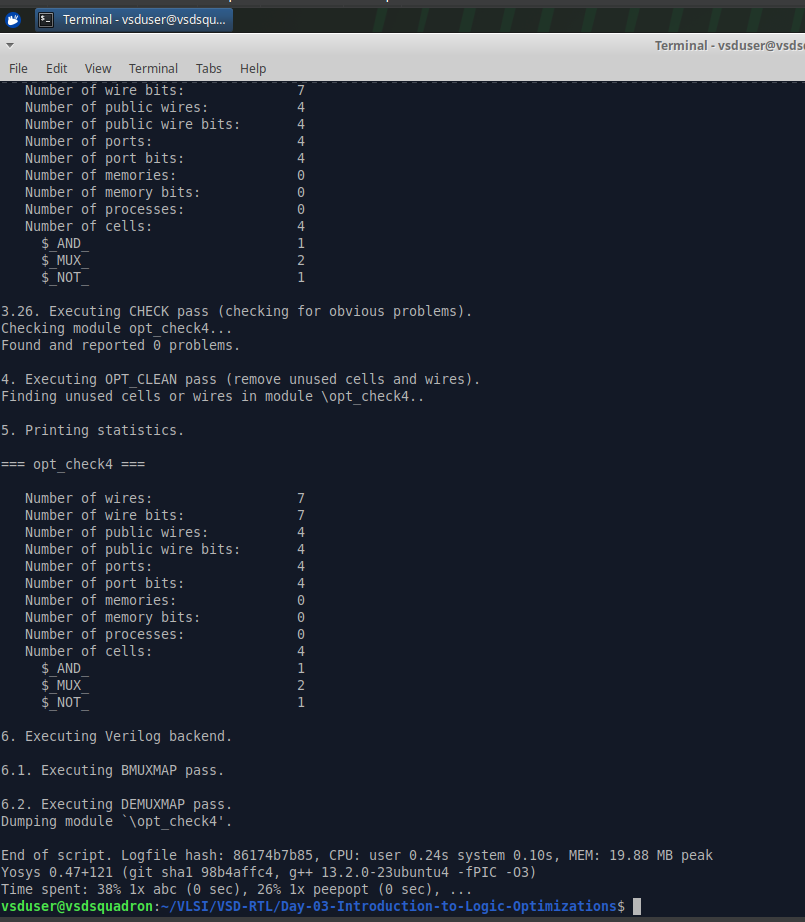 Terminal - vsduser@vsdsqu...
Terminal - vsduser@vsds
File Edit View Terminal Tabs Help
Number of wire bits: 7
Number of public wires: 4
Number of public wire bits: 4
Number of ports: 4
Number of port bits: 4
Number of memories: 0
Number of memory bits: 0
Number of processes: 0
Number of cells: 4
$_AND_ 1
$_MUX_ 2
$_NOT_ 1
3.26. Executing CHECK pass (checking for obvious problems).
Checking module opt_check4...
Found and reported 0 problems.
4. Executing OPT_CLEAN pass (remove unused cells and wires).
Finding unused cells or wires in module \opt_check4..
5. Printing statistics.
=== opt_check4 ===
Number of wires: 7
Number of wire bits: 7
Number of public wires: 4
Number of public wire bits: 4
Number of ports: 4
Number of port bits: 4
Number of memories: 0
Number of memory bits: 0
Number of processes: 0
Number of cells: 4
$_AND_ 1
$_MUX_ 2
$_NOT_ 1
6. Executing Verilog backend.
6.1. Executing BMUXMAP pass.
6.2. Executing DEMUXMAP pass.
Dumping module `\opt_check4'.
End of script. Logfile hash: 86174b7b85, CPU: user 0.24s system 0.10s, MEM: 19.88 MB peak
Yosys 0.47+121 (git sha1 98b4affc4, g++ 13.2.0-23ubuntu4 -fPIC -O3)
Time spent: 38% 1x abc (0 sec), 26% 1x peepopt (0 sec), ...
vsduser@vsdsquadron:~/VLSI/VSD-RTL/Day-03-Introduction-to-Logic-Optimizations$